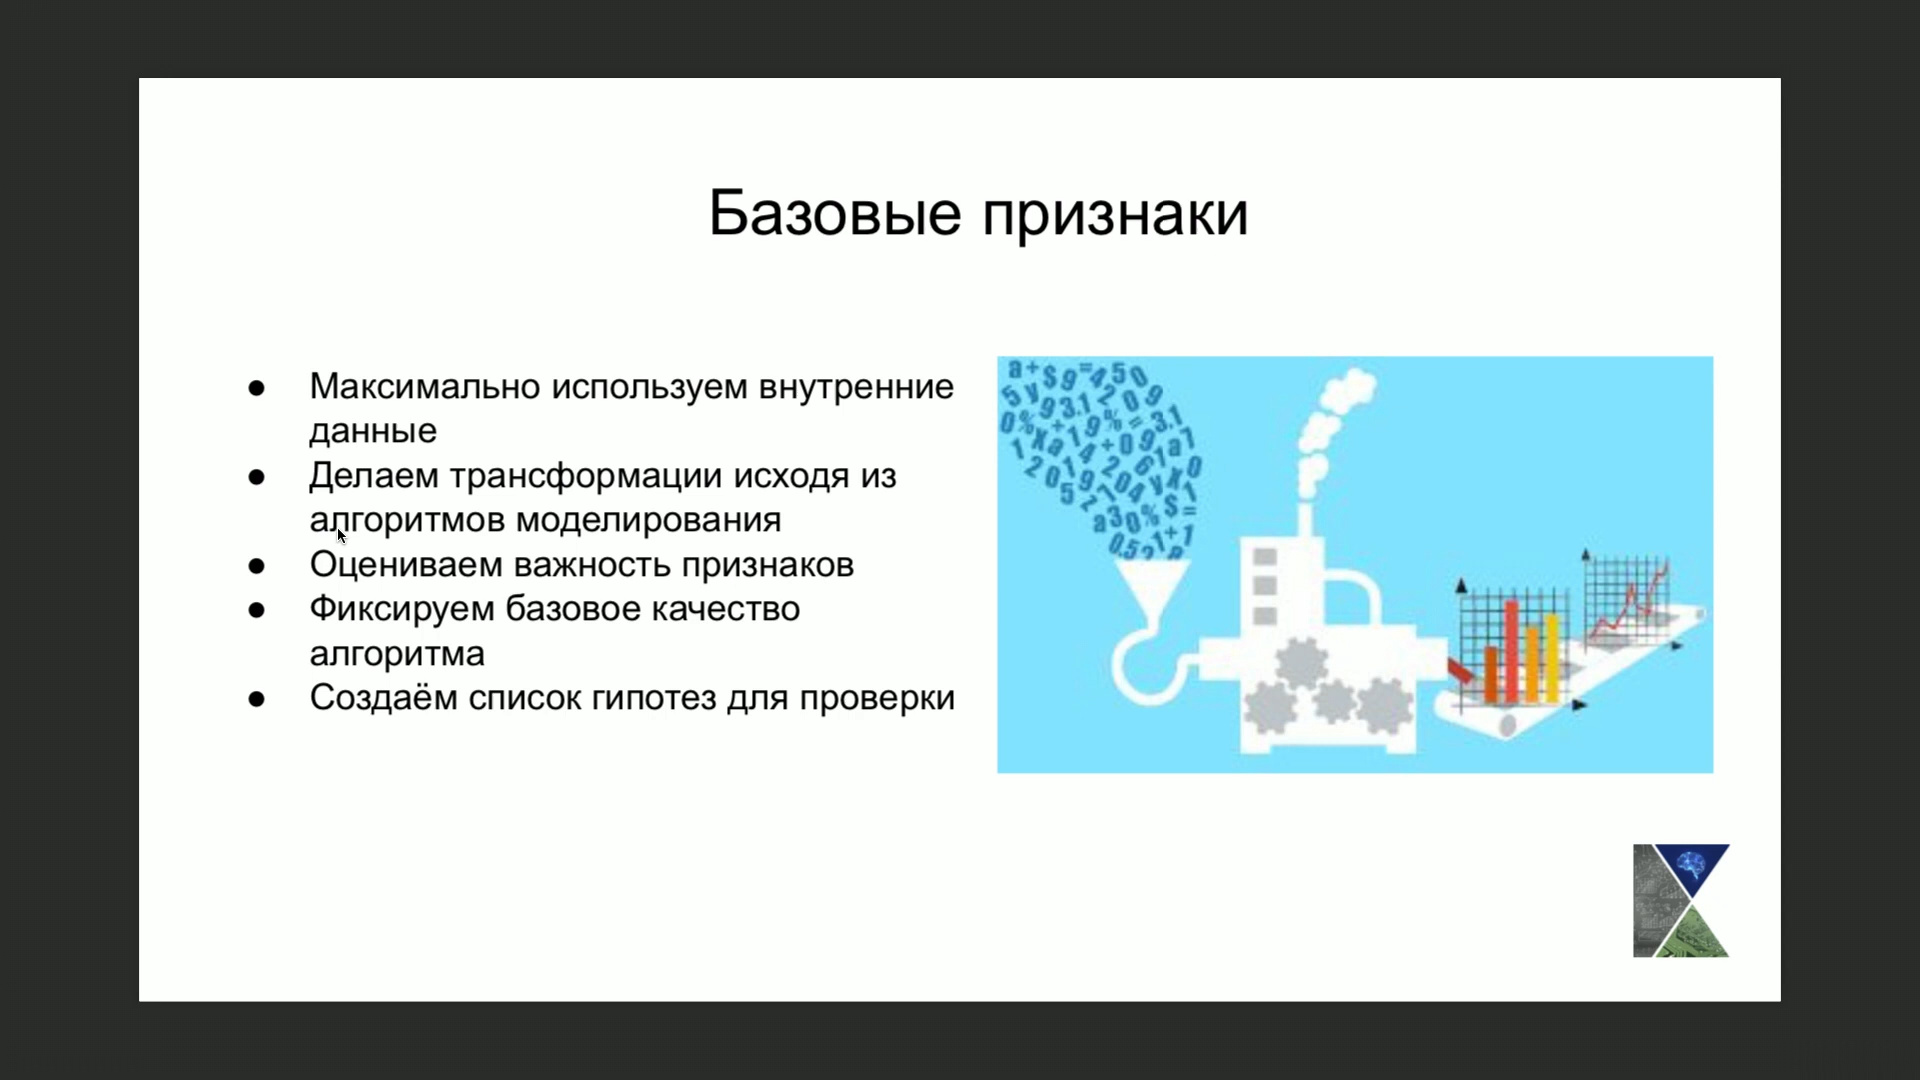 Базовые признаки
● Максимально используем внутренние
данные
● Делаем трансформации исходя из
алгоритмов моделирования
● Оцениваем важность признаков
● Фиксируем базовое качество
алгоритма
● Создаём список гипотез для проверки